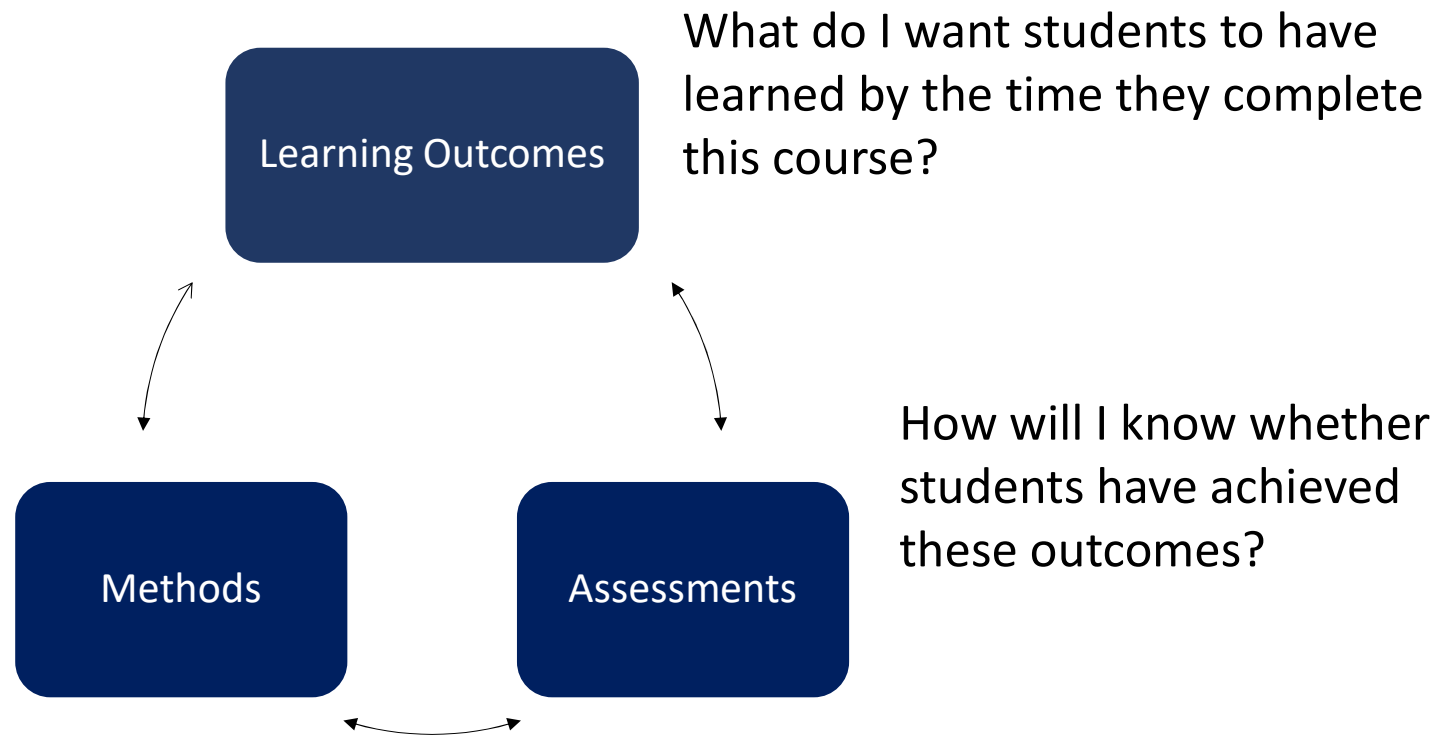 What do I want students to have
learned by the time they complete
this course?
Learning Outcomes
How will I know whether
students have achieved
these outcomes?
Methods
Assessments